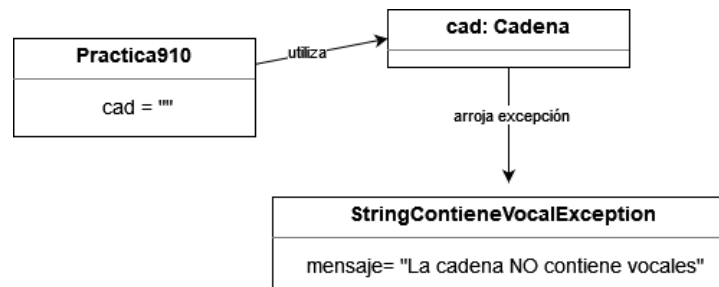 Practica910
cad = ""
utiliza
cad: Cadena
arroja excepción
StringContieneVocalException
mensaje= "La cadena NO contiene vocales"